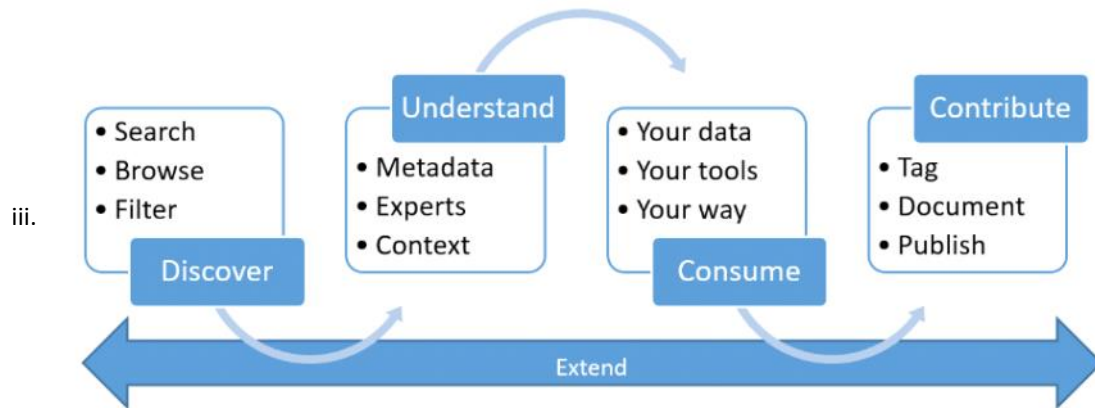 iii.
• Search
• Browse
• Filter
Discover
Understand
• Metadata
• Experts
• Context
• Your data
• Your tools
• Your way
Consume
Contribute
• Tag
• Document
• Publish
Extend